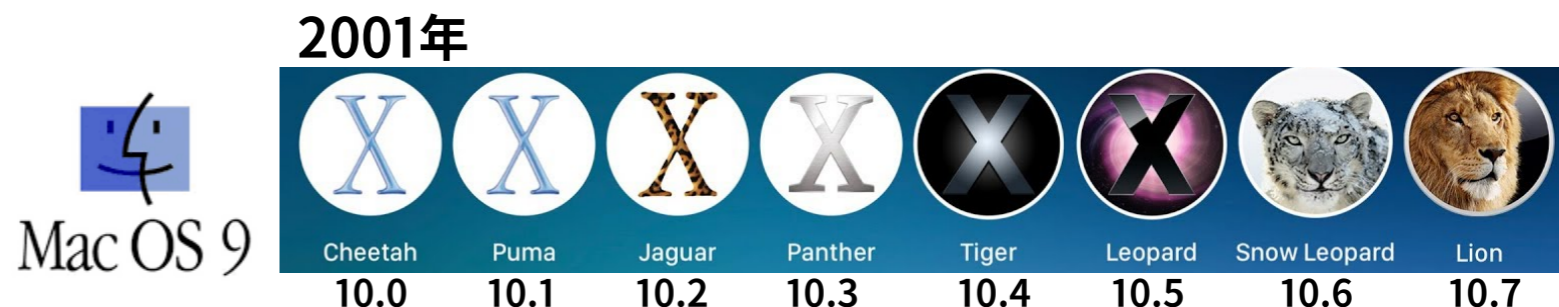 2001年
Mac OS 9
Cheetah Puma Jaguar Panther Tiger Leopard Snow Leopard Lion
10.0 10.1 10.2 10.3 10.4 10.5 10.6 10.7